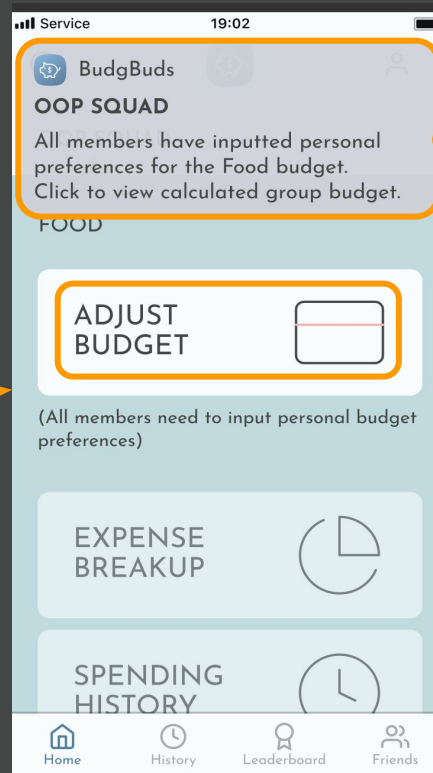 Service 19:02
BudgBuds
OOP SQUAD
All members have inputted personal
preferences for the Food budget.
Click to view calculated group budget.
FOOD
ADJUST
BUDGET
(All members need to input personal budget
preferences)
EXPENSE
BREAKUP
SPENDING
HISTORY
Home History Leaderboard Friends